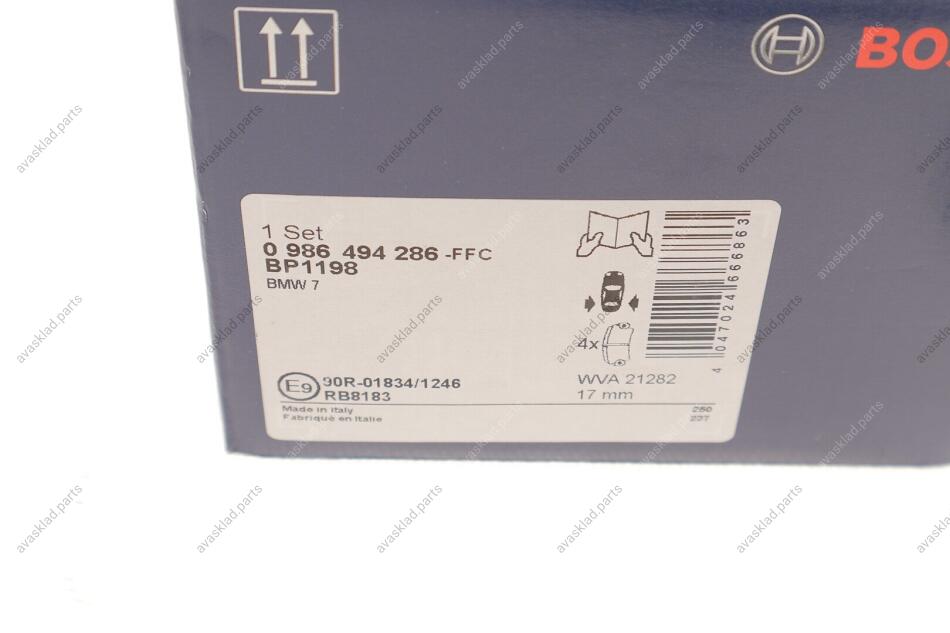 BOS
1 Set
0 986 494 286 -FFC
BP1198
BMW 7
4x
4 047024 666863
E9
90R-01834/1246
RB8183
WVA 21282
17 mm
Made in Italy
Fabriqué en Italie
250
227
avasklad.parts